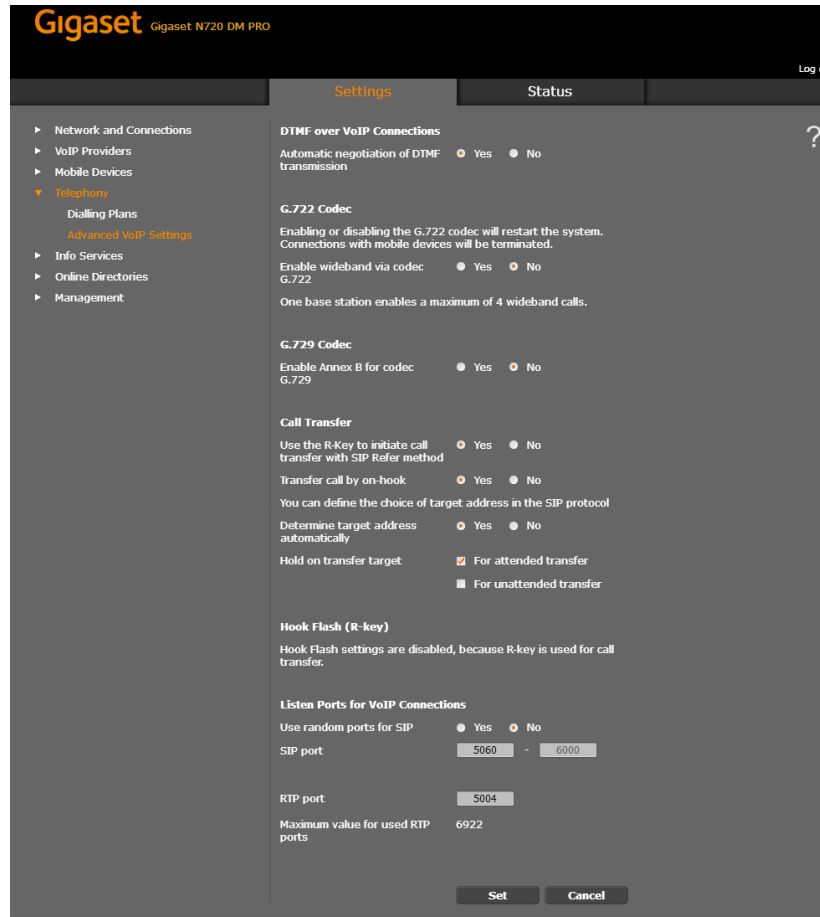 Gigaset Gigaset N720 DM PRO
Log
Settings Status
Network and Connections
VoIP Providers
Mobile Devices
Telephony
Dialling Plans
Advanced VoIP Settings
Info Services
Online Directories
Management
?
DTMF over VoIP Connections
Automatic negotiation of DTMF Yes No
transmission
G.722 Codec
Enabling or disabling the G.722 codec will restart the system.
Connections with mobile devices will be terminated.
Enable wideband via codec Yes No
G.722
One base station enables a maximum of 4 wideband calls.
G.729 Codec
Enable Annex B for codec Yes No
G.729
Call Transfer
Use the R-Key to initiate call Yes No
transfer with SIP Refer method
Transfer call by on-hook Yes No
You can define the choice of target address in the SIP protocol
Determine target address Yes No
automatically
Hold on transfer target For attended transfer
For unattended transfer
Hook Flash (R-key)
Hook Flash settings are disabled, because R-key is used for call
transfer.
Listen Ports for VoIP Connections
Use random ports for SIP Yes No
SIP port 5060 - 6000
RTP port 5004
Maximum value for used RTP 6922
ports
Set Cancel